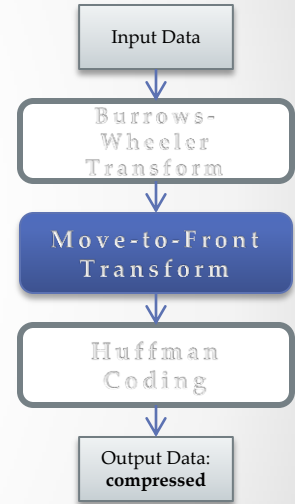 Input Data
Burrows-
Wheeler
Transform
Move-to-Front
Transform
Huffman
Coding
Output Data:
compressed